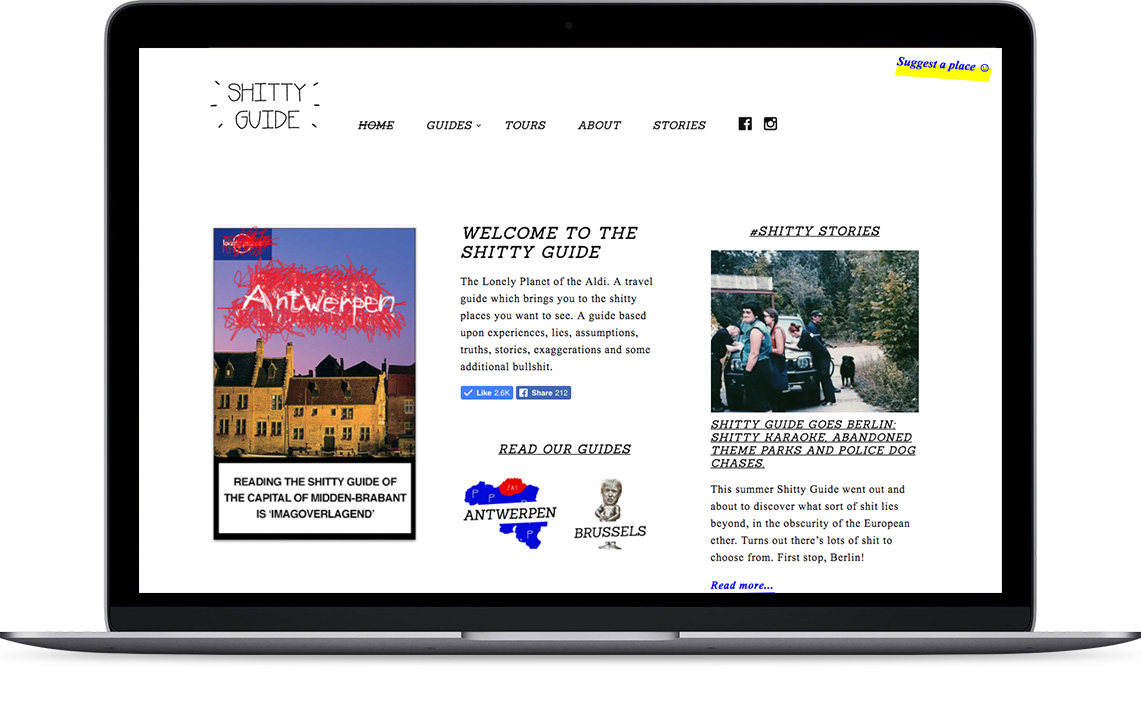 SHITTY
GUIDE
HOME
GUIDES
TOURS
ABOUT
STORIES
Suggest a place ☺
Antwerpen
READING THE SHITTY GUIDE OF
THE CAPITAL OF MIDDEN-BRABANT
IS ‘IMAGOVERLAGEND’
WELCOME TO THE
SHITTY GUIDE
The Lonely Planet of the Aldi. A travel
guide which brings you to the shitty
places you want to see. A guide based
upon experiences, lies, assumptions,
truths, stories, exaggerations and some
additional bullshit.
Like 2.6K
Share 212
READ OUR GUIDES
P
P
ZAS
ANTWERPEN
P
BRUSSELS
#SHITTY STORIES
SHITTY GUIDE GOES BERLIN:
SHITTY KARAOKE, ABANDONED
THEME PARKS AND POLICE DOG
CHASES.
This summer Shitty Guide went out and
about to discover what sort of shit lies
beyond, in the obscurity of the European
ether. Turns out there’s lots of shit to
choose from. First stop, Berlin!
Read more...